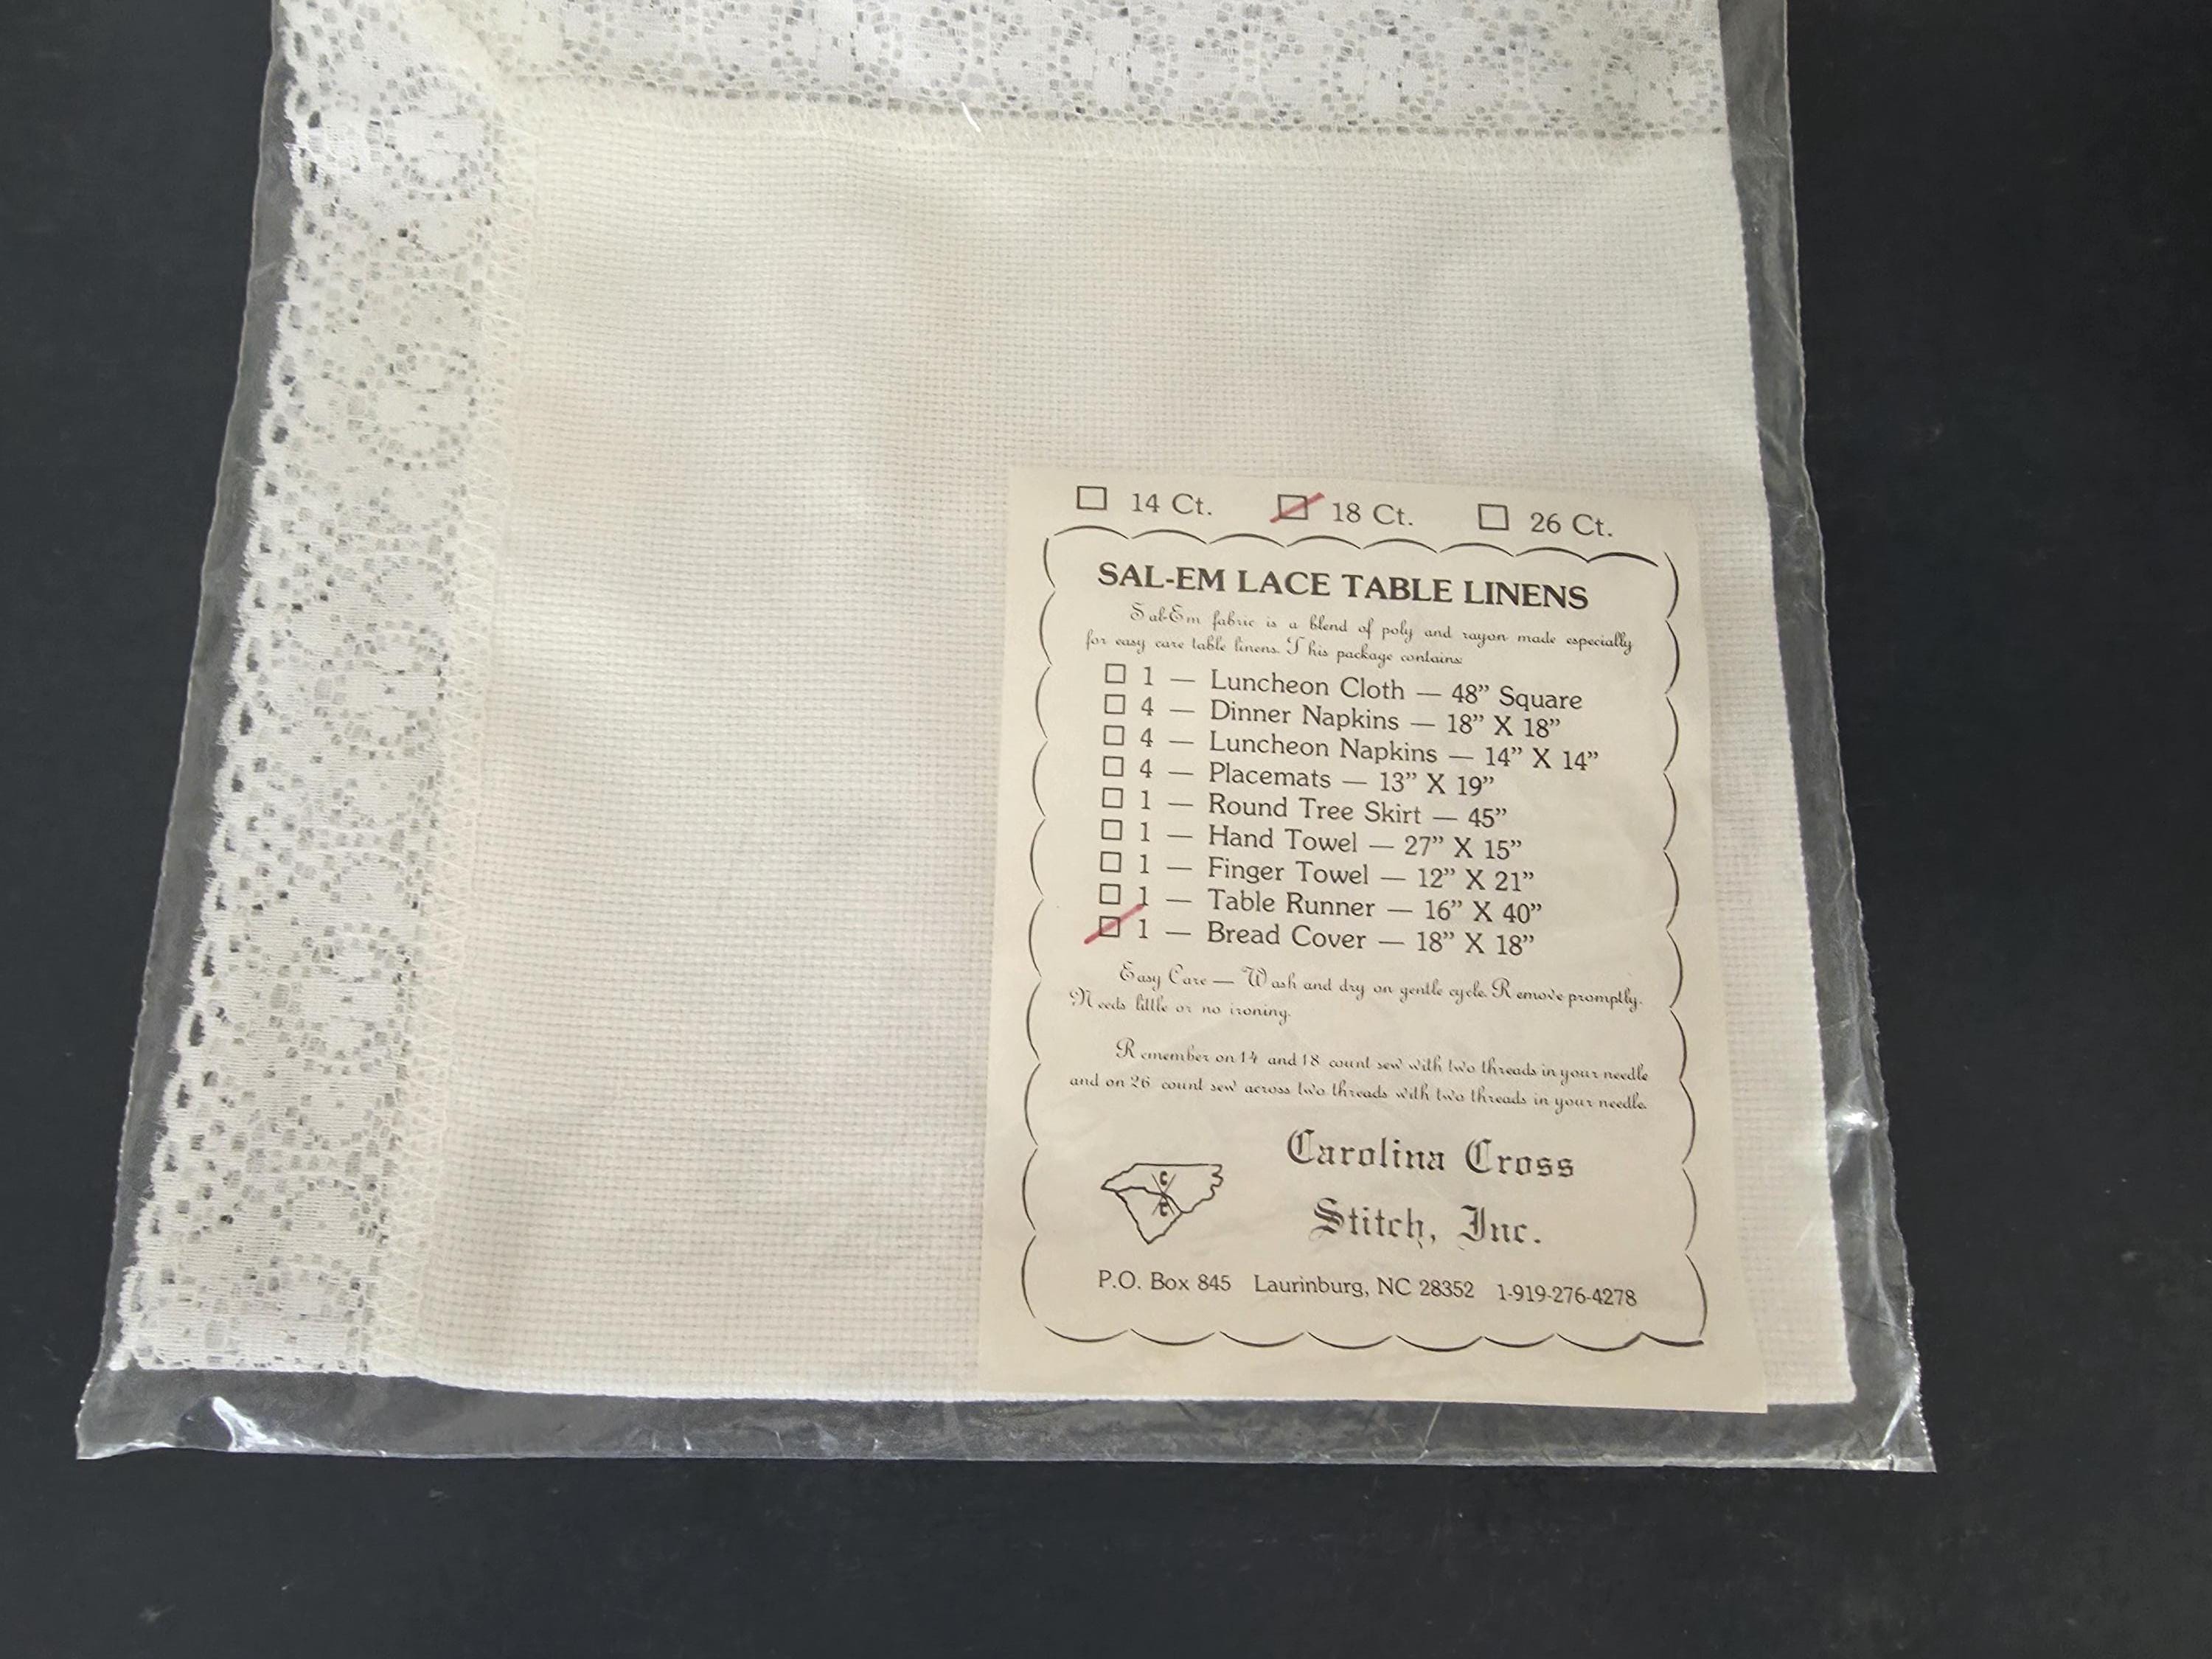 14 Ct. 18 Ct. 26 Ct.
SAL-EM LACE TABLE LINENS
Sal-Em fabric is a blend of poly and rayon made especially
for easy care table linens. This package contains:
1 — Luncheon Cloth — 48" Square
4 — Dinner Napkins — 18" X 18"
4 — Luncheon Napkins — 14" X 14"
4 — Placemats — 13" X 19"
1 — Round Tree Skirt — 45"
1 — Hand Towel — 27" X 15"
1 — Finger Towel — 12" X 21"
1 — Table Runner — 16" X 40"
1 — Bread Cover — 18" X 18"
Easy Care — Wash and dry on gentle cycle. Remove promptly.
Needs little or no ironing.
Remember on 14 and 18 count sew with two threads in your needle
and on 26 count sew across two threads with two threads in your needle.
Carolina Cross
Stitch, Inc.
P.O. Box 845 Laurinburg, NC 28352 1-919-276-4278